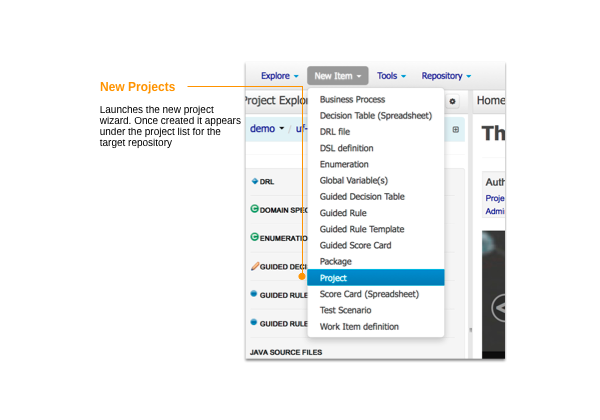 Explore New Item Tools Repository
New Projects
Project Explor
Home
Launches the new project
wizard. Once created it appears
under the project list for the
target repository
demo / uf-
Th
Business Process
Decision Table (Spreadsheet)
DRL file
DSL definition
Enumeration
Global Variable(s)
Guided Decision Table
Guided Rule
Guided Rule Template
Guided Score Card
Package
Project
Score Card (Spreadsheet)
Test Scenario
Work Item definition
DRL
DOMAIN SPEC
ENUMERATIO
GUIDED DECI
GUIDED RULE
GUIDED RULE
JAVA SOURCE FILES
Auth
Proje
Admi